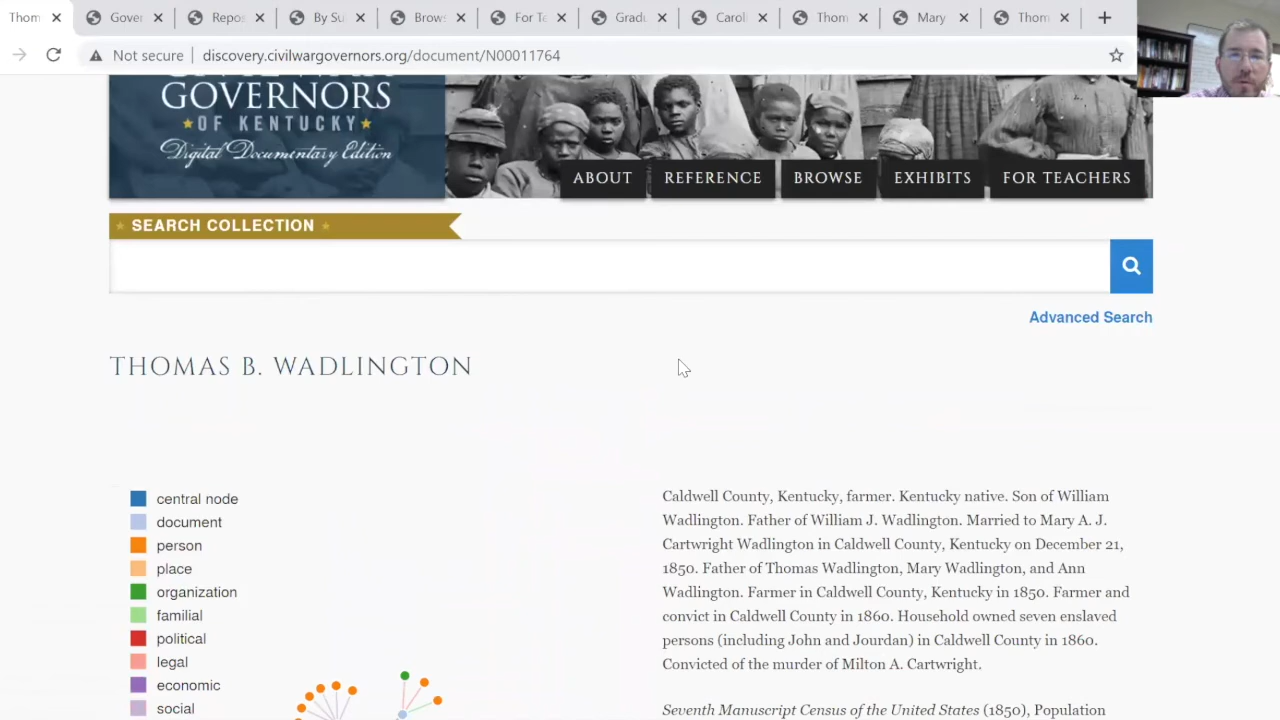 Thom
Gover
Repo
By Su
Brows
For Te
Gradu
Caroli
Thom
Mary
Thom
Not secure
discovery.civilwargovernors.org/document/N00011764
GOVERNORS
OF KENTUCKY
Digital Documentary Edition
ABOUT
REFERENCE
BROWSE
EXHIBITS
FOR TEACHERS
SEARCH COLLECTION
Advanced Search
THOMAS B. WADLINGTON
central node
document
person
place
organization
familial
political
legal
economic
social
Caldwell County, Kentucky, farmer. Kentucky native. Son of William
Wadlington. Father of William J. Wadlington. Married to Mary A. J.
Cartwright Wadlington in Caldwell County, Kentucky on December 21,
1850. Father of Thomas Wadlington, Mary Wadlington, and Ann
Wadlington. Farmer in Caldwell County, Kentucky in 1850. Farmer and
convict in Caldwell County in 1860. Household owned seven enslaved
persons (including John and Jourdan) in Caldwell County in 1860.
Convicted of the murder of Milton A. Cartwright.
Seventh Manuscript Census of the United States (1850), Population